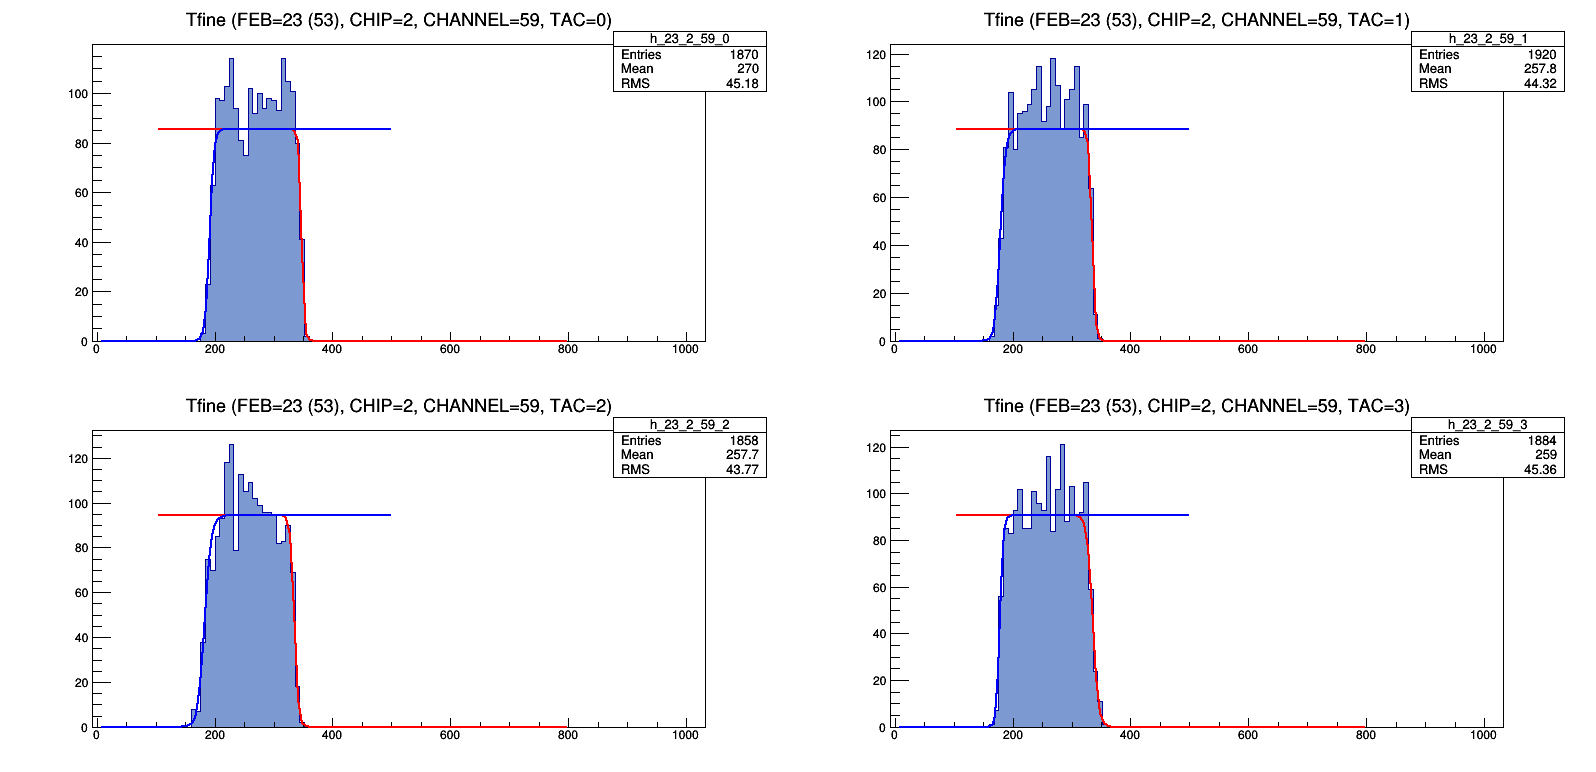 Tfine (FEB=23 (53), CHIP=2, CHANNEL=59, TAC=0)
h_23_2_59_0
Entries 1870
Mean 270
RMS 45.18
100
80
60
40
20
0
0 200 400 600 800 1000
Tfine (FEB=23 (53), CHIP=2, CHANNEL=59, TAC=1)
h_23_2_59_1
Entries 1920
Mean 257.8
RMS 44.32
120
100
80
60
40
20
0
0 200 400 600 800 1000
Tfine (FEB=23 (53), CHIP=2, CHANNEL=59, TAC=2)
h_23_2_59_2
Entries 1858
Mean 257.7
RMS 43.77
120
100
80
60
40
20
0
0 200 400 600 800 1000
Tfine (FEB=23 (53), CHIP=2, CHANNEL=59, TAC=3)
h_23_2_59_3
Entries 1884
Mean 259
RMS 45.36
120
100
80
60
40
20
0
0 200 400 600 800 1000